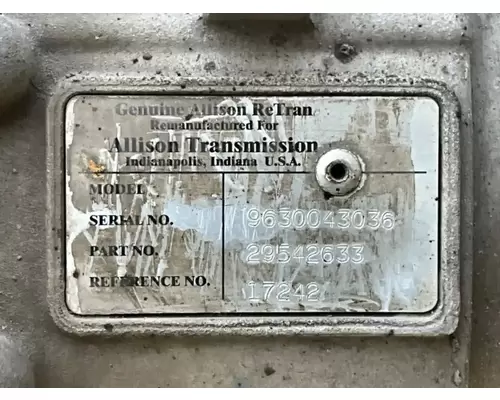 Genuine Allison ReTran
Remanufactured For
Allison Transmission
Indianapolis, Indiana U.S.A.
MODEL
SERIAL NO. 9630043036
PART NO. 29542633
REFERENCE NO. 17242